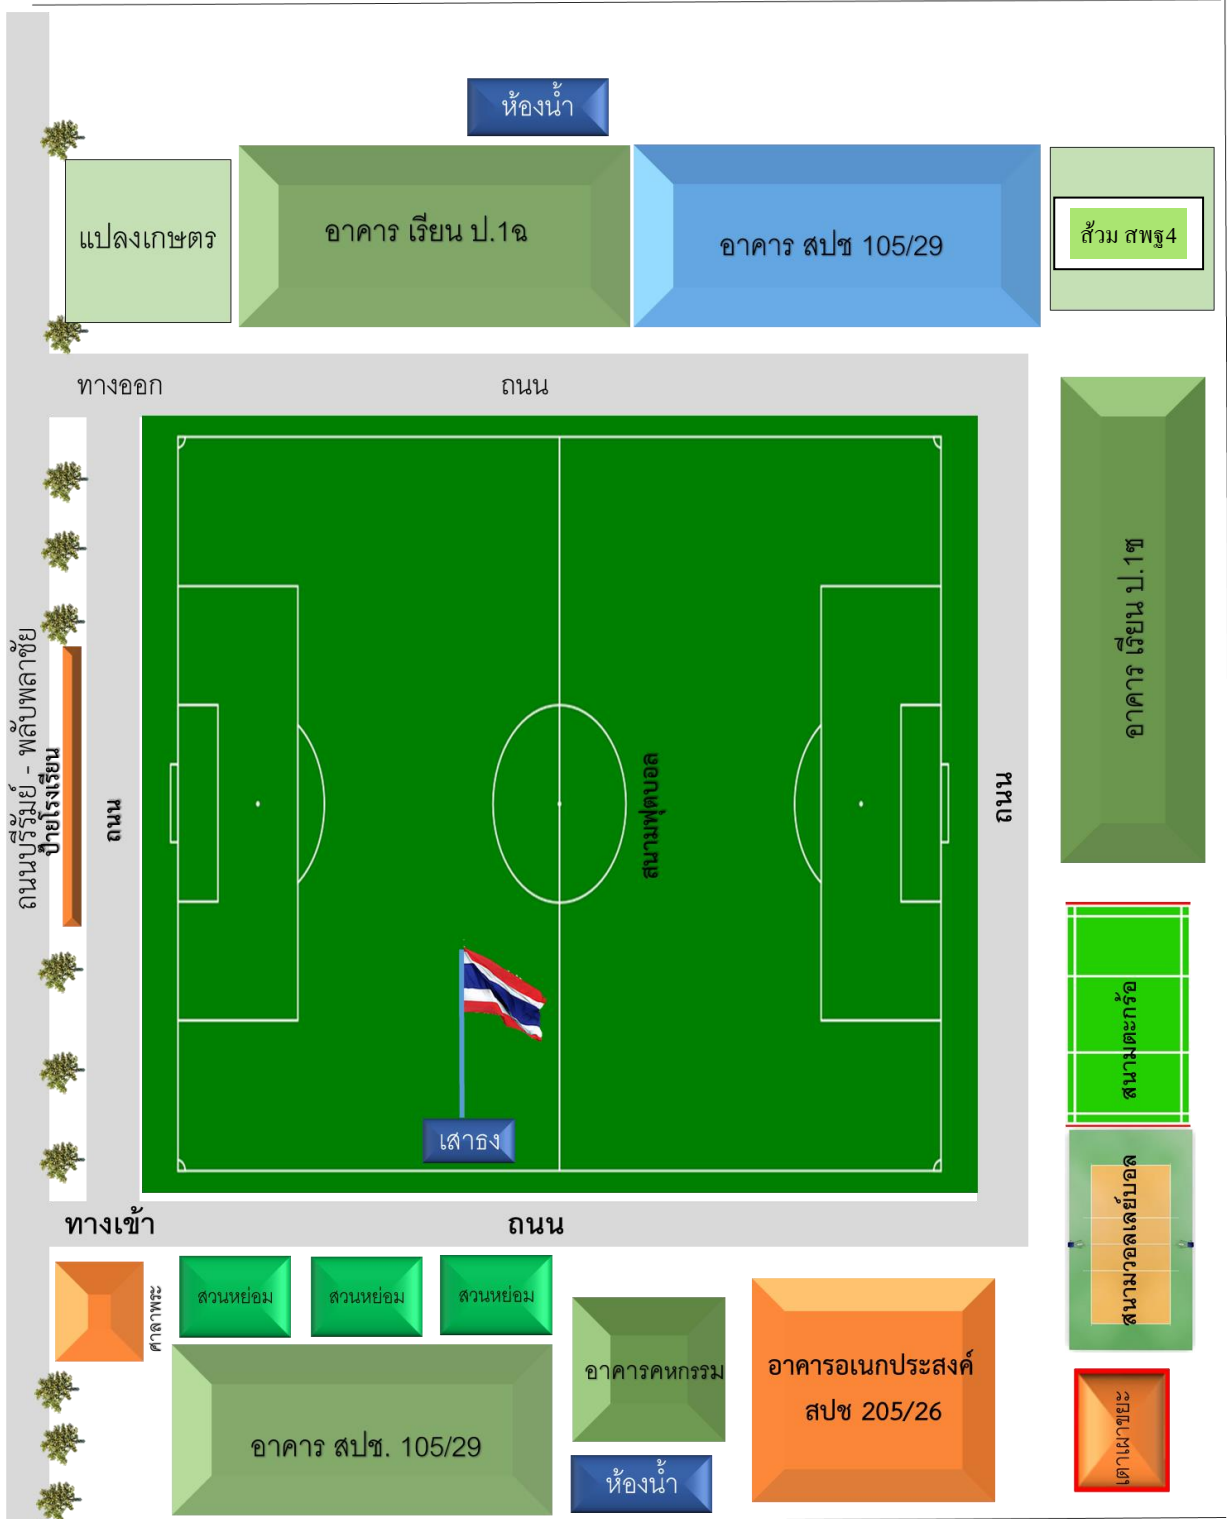 ห้องน้ำ
แปลงเกษตร
อาคาร เรียน ป.1ฉ
อาคาร สปช 105/29
ส้วม สพฐ4
ทางออก
ถนน
อาคาร เรียน ป.1ซ
ถนนบุรีรัมย์ - พลับพลาชัย
ป้ายโรงเรียน
ถนน
สนามฟุตบอล
ถนน
สนามตะกร้อ
เสาธง
สนามวอลเลย์บอล
ทางเข้า
ถนน
ศาลาพระ
สวนหย่อม
สวนหย่อม
สวนหย่อม
อาคารคหกรรม
อาคารอเนกประสงค์
สปช 205/26
เตาเผาขยะ
อาคาร สปช. 105/29
ห้องน้ำ